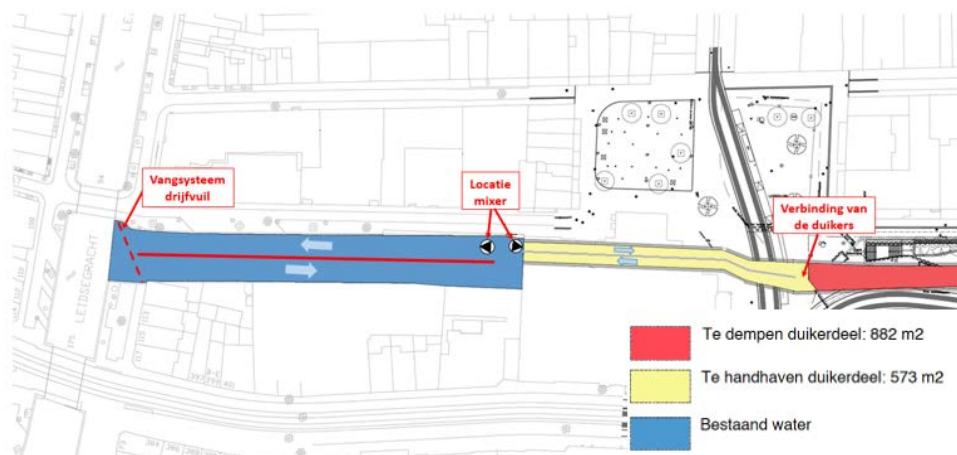 Vangsysteem
drijfvuil
Locatie
mixer
Verbinding van
de duikers
LEIDSEGRACHT
Te dempen duikerdeel: 882 m2
Te handhaven duikerdeel: 573 m2
Bestaand water